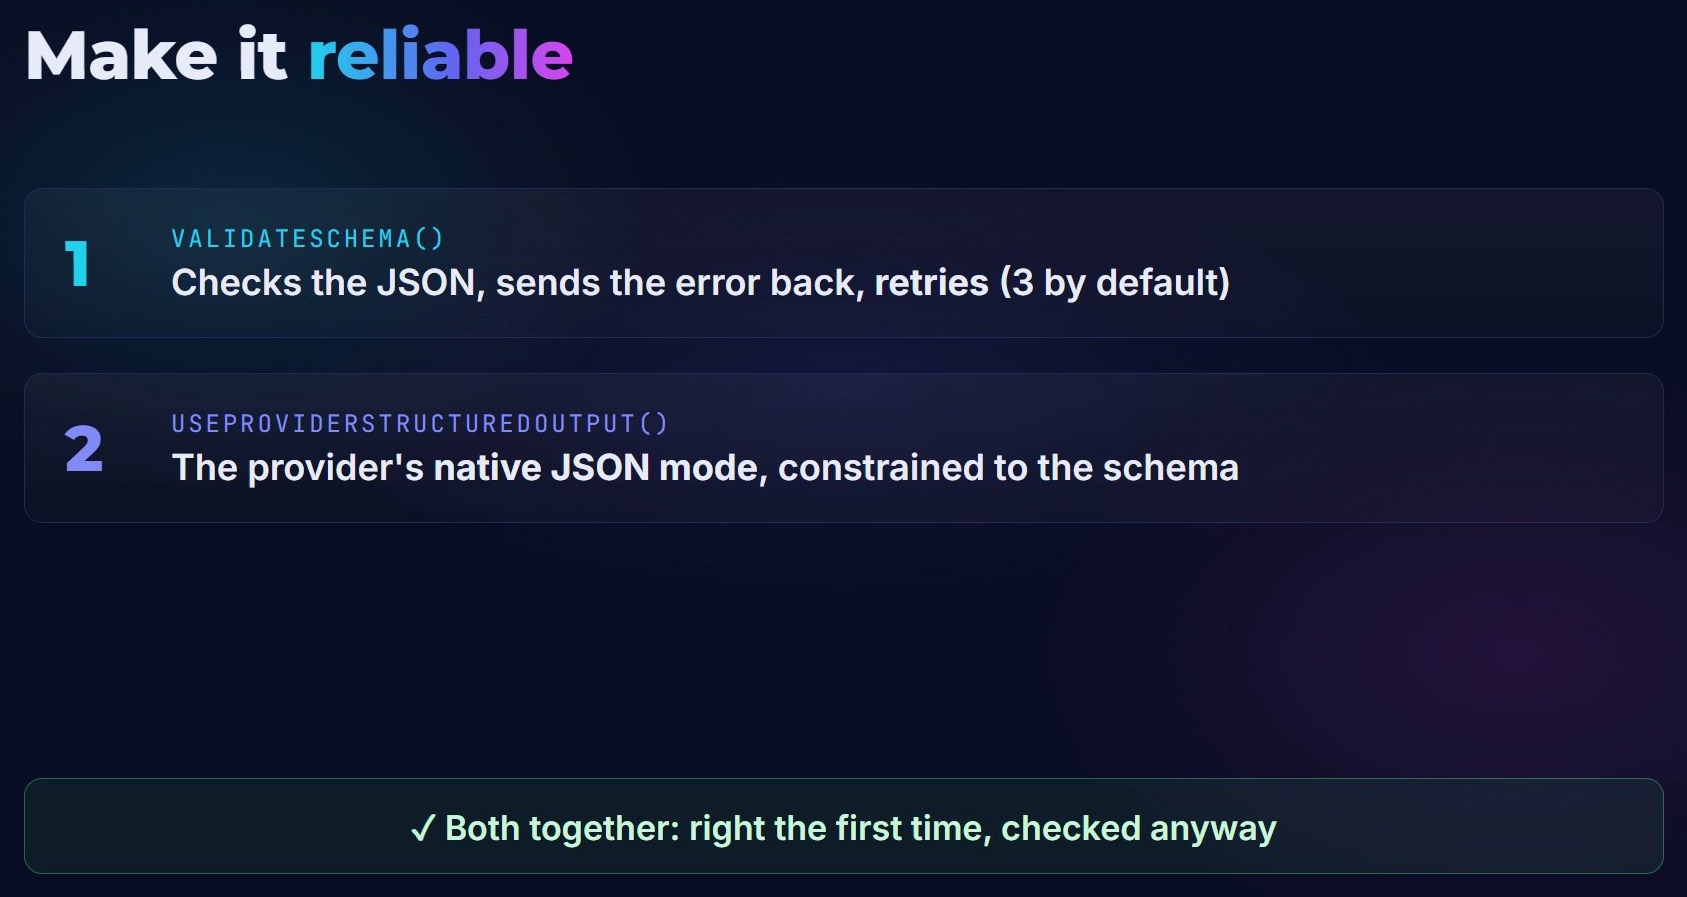 Make it reliable
1
VALIDATESCHEMA()
Checks the JSON, sends the error back, retries (3 by default)
2
USEPROVIDERSTRUCTUREDOUTPUT()
The provider's native JSON mode, constrained to the schema
✓ Both together: right the first time, checked anyway